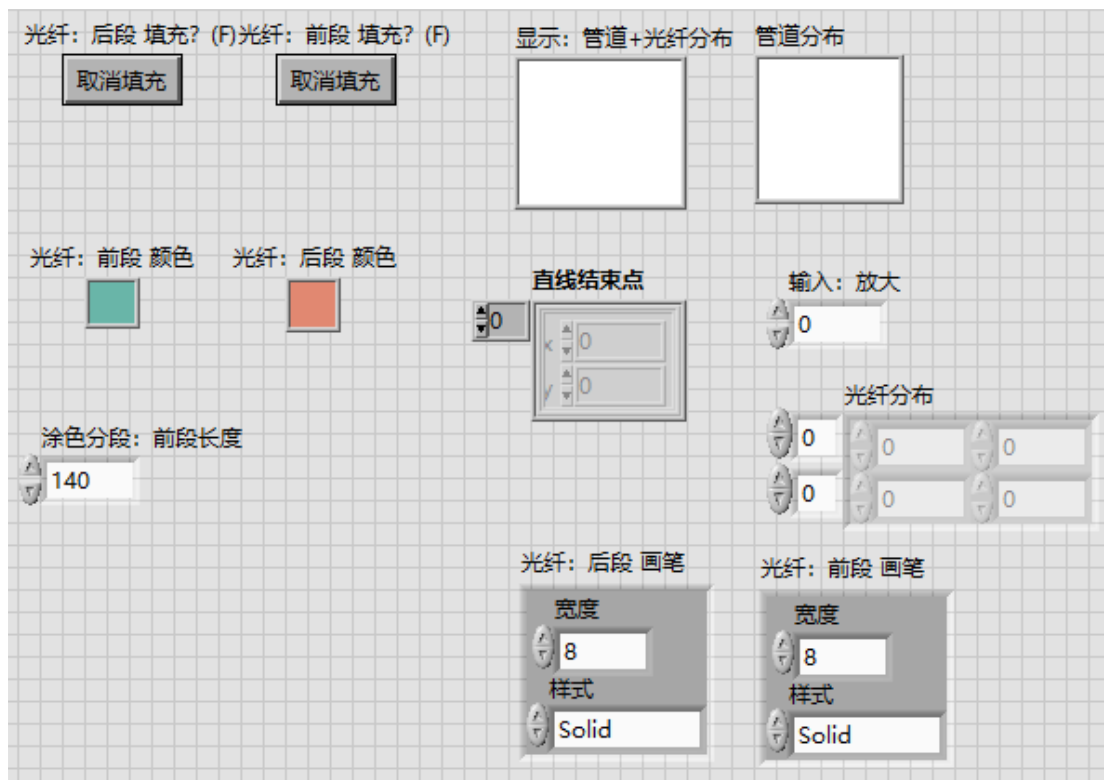 光纤：后段 填充？(F)光纤：前段 填充？(F)
取消填充 取消填充
显示：管道+光纤分布 管道分布
光纤：前段 颜色 光纤：后段 颜色
直线结束点
0
x 0
y 0
输入：放大
0
光纤分布
0 0 0
0 0 0
涂色分段：前段长度
140
光纤：后段 画笔
宽度
8
样式
Solid
光纤：前段 画笔
宽度
8
样式
Solid